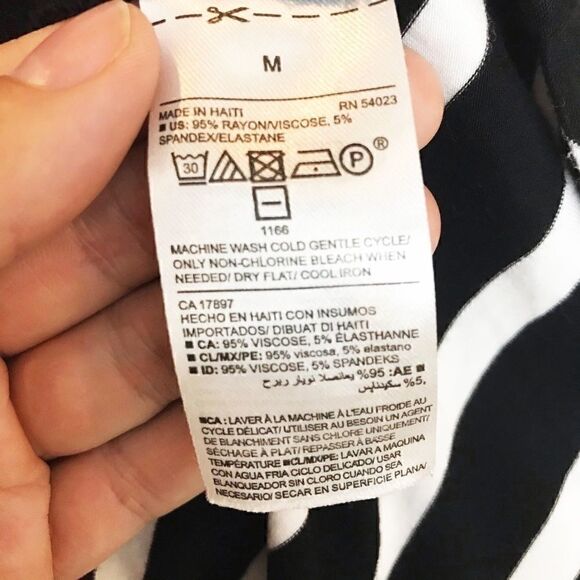 M
MADE IN HAITI RN 54023
■ US: 95% RAYON/VISCOSE, 5%
SPANDEX/ELASTANE
30 P ®
1166
MACHINE WASH COLD GENTLE CYCLE/
ONLY NON-CHLORINE BLEACH WHEN
NEEDED/ DRY FLAT/ COOL IRON
CA 17897
HECHO EN HAITI CON INSUMOS
IMPORTADOS/ DIBUAT DI HAITI
■ CA: 95% VISCOSE, 5% ÉLASTHANNE
■ CL/MX/PE: 95% viscosa, 5% elastano
■ ID: 95% VISCOSE, 5% SPANDEKS
AE: %95
%5
■CA : LAVER À LA MACHINE À L'EAU FROIDE AU
CYCLE DÉLICAT/ UTILISER AU BESOIN UN AGENT
DE BLANCHIMENT SANS CHLORE UNIQUEMENT/
SÉCHAGE À PLAT/ REPASSER À BASSE
TEMPÉRATURE ■CL/MX/PE: LAVAR A MAQUINA
CON AGUA FRIA CICLO DELICADO/ USAR
BLANQUEADOR SIN CLORO CUANDO SEA
NECESARIO/ SECAR EN SUPERFICIE PLANA/